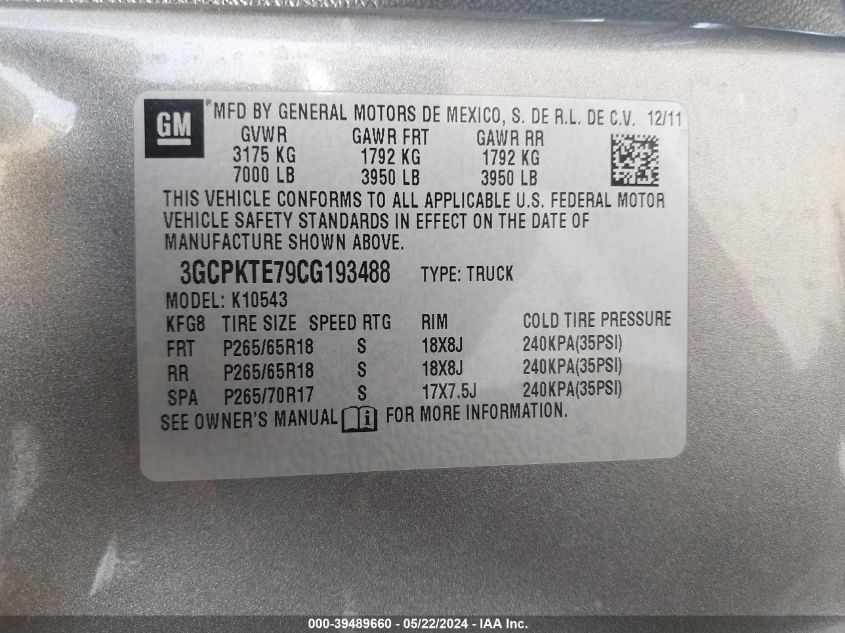 GM ®MFD BY GENERAL MOTORS DE MEXICO, S. DE R.L. DE C.V. 12/11
GVWR GAWR FRT GAWR RR
3175 KG 1792 KG 1792 KG
7000 LB 3950 LB 3950 LB
THIS VEHICLE CONFORMS TO ALL APPLICABLE U.S. FEDERAL MOTOR
VEHICLE SAFETY STANDARDS IN EFFECT ON THE DATE OF
MANUFACTURE SHOWN ABOVE.
3GCPKTE79CG193488 TYPE: TRUCK
MODEL: K10543
KFG8 TIRE SIZE SPEED RTG RIM COLD TIRE PRESSURE
FRT P265/65R18 S 18X8J 240KPA(35PSI)
RR P265/65R18 S 18X8J 240KPA(35PSI)
SPA P265/70R17 S 17X7.5J 240KPA(35PSI)
SEE OWNER'S MANUAL i FOR MORE INFORMATION.
000-39489660 - 05/22/2024 - IAA Inc.